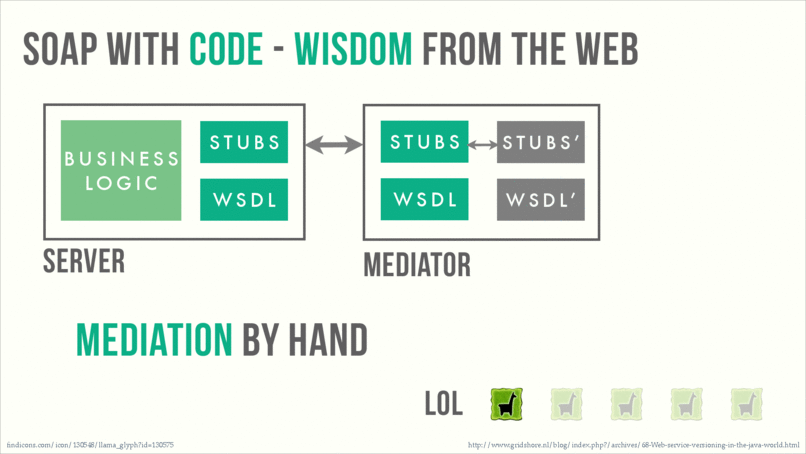 SOAP WITH CODE - WISDOM FROM THE WEB
BUSINESS
LOGIC
STUBS
WSDL
STUBS
STUBS'
WSDL
WSDL'
SERVER
MEDIATOR
MEDIATION BY HAND
LOL
findicons.com/icon/130548/llama_glyph?id=130575
http://www.gridshore.nl/blog/index.php?/archives/68-Web-service-versioning-in-the-java-world.html